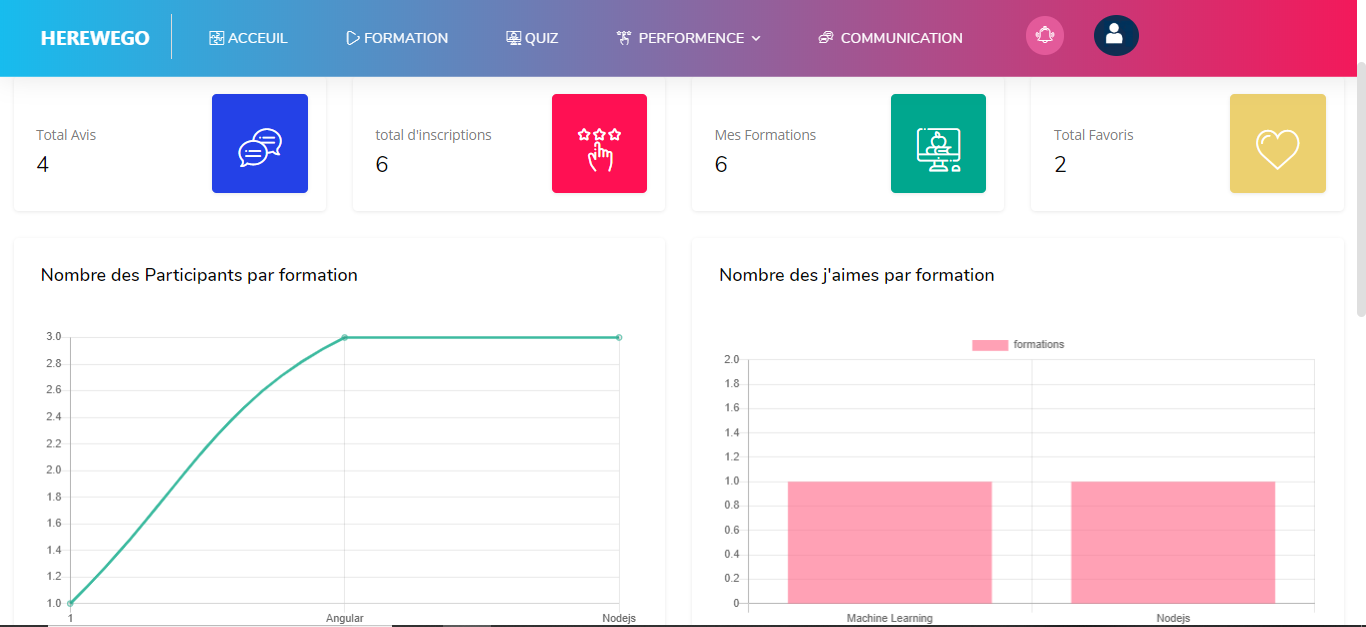 HEREWEGO ACCEUIL FORMATION QUIZ PERFORMENCE COMMUNICATION
Total Avis
4
total d'inscriptions
6
Mes Formations
6
Total Favoris
2
Nombre des Participants par formation
3.0
2.8
2.6
2.4
2.2
2.0
1.8
1.6
1.4
1.2
1.0
1 Angular Nodejs
Nombre des j'aimes par formation
formations
2.0
1.8
1.6
1.4
1.2
1.0
0.8
0.6
0.4
0.2
0
Machine Learning Nodejs